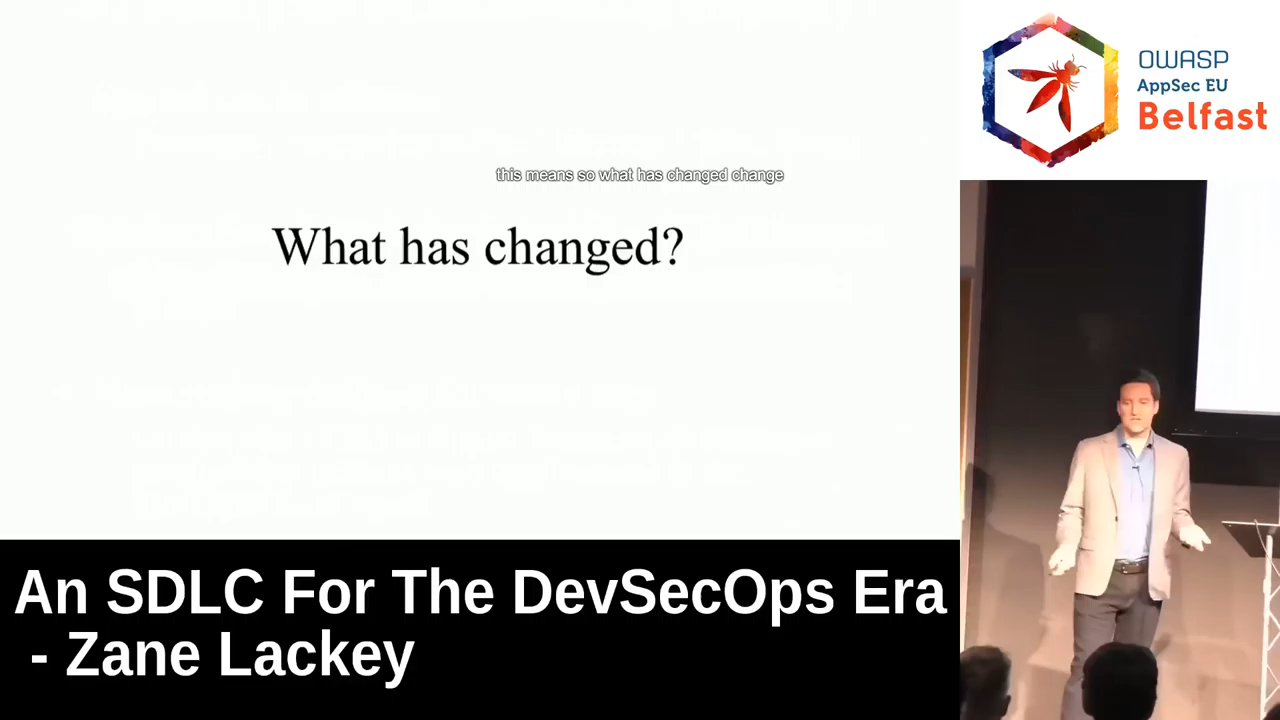 this means so what has changed change
What has changed?
An SDLC For The DevSecOps Era
- Zane Lackey
OWASP
AppSec EU
Belfast